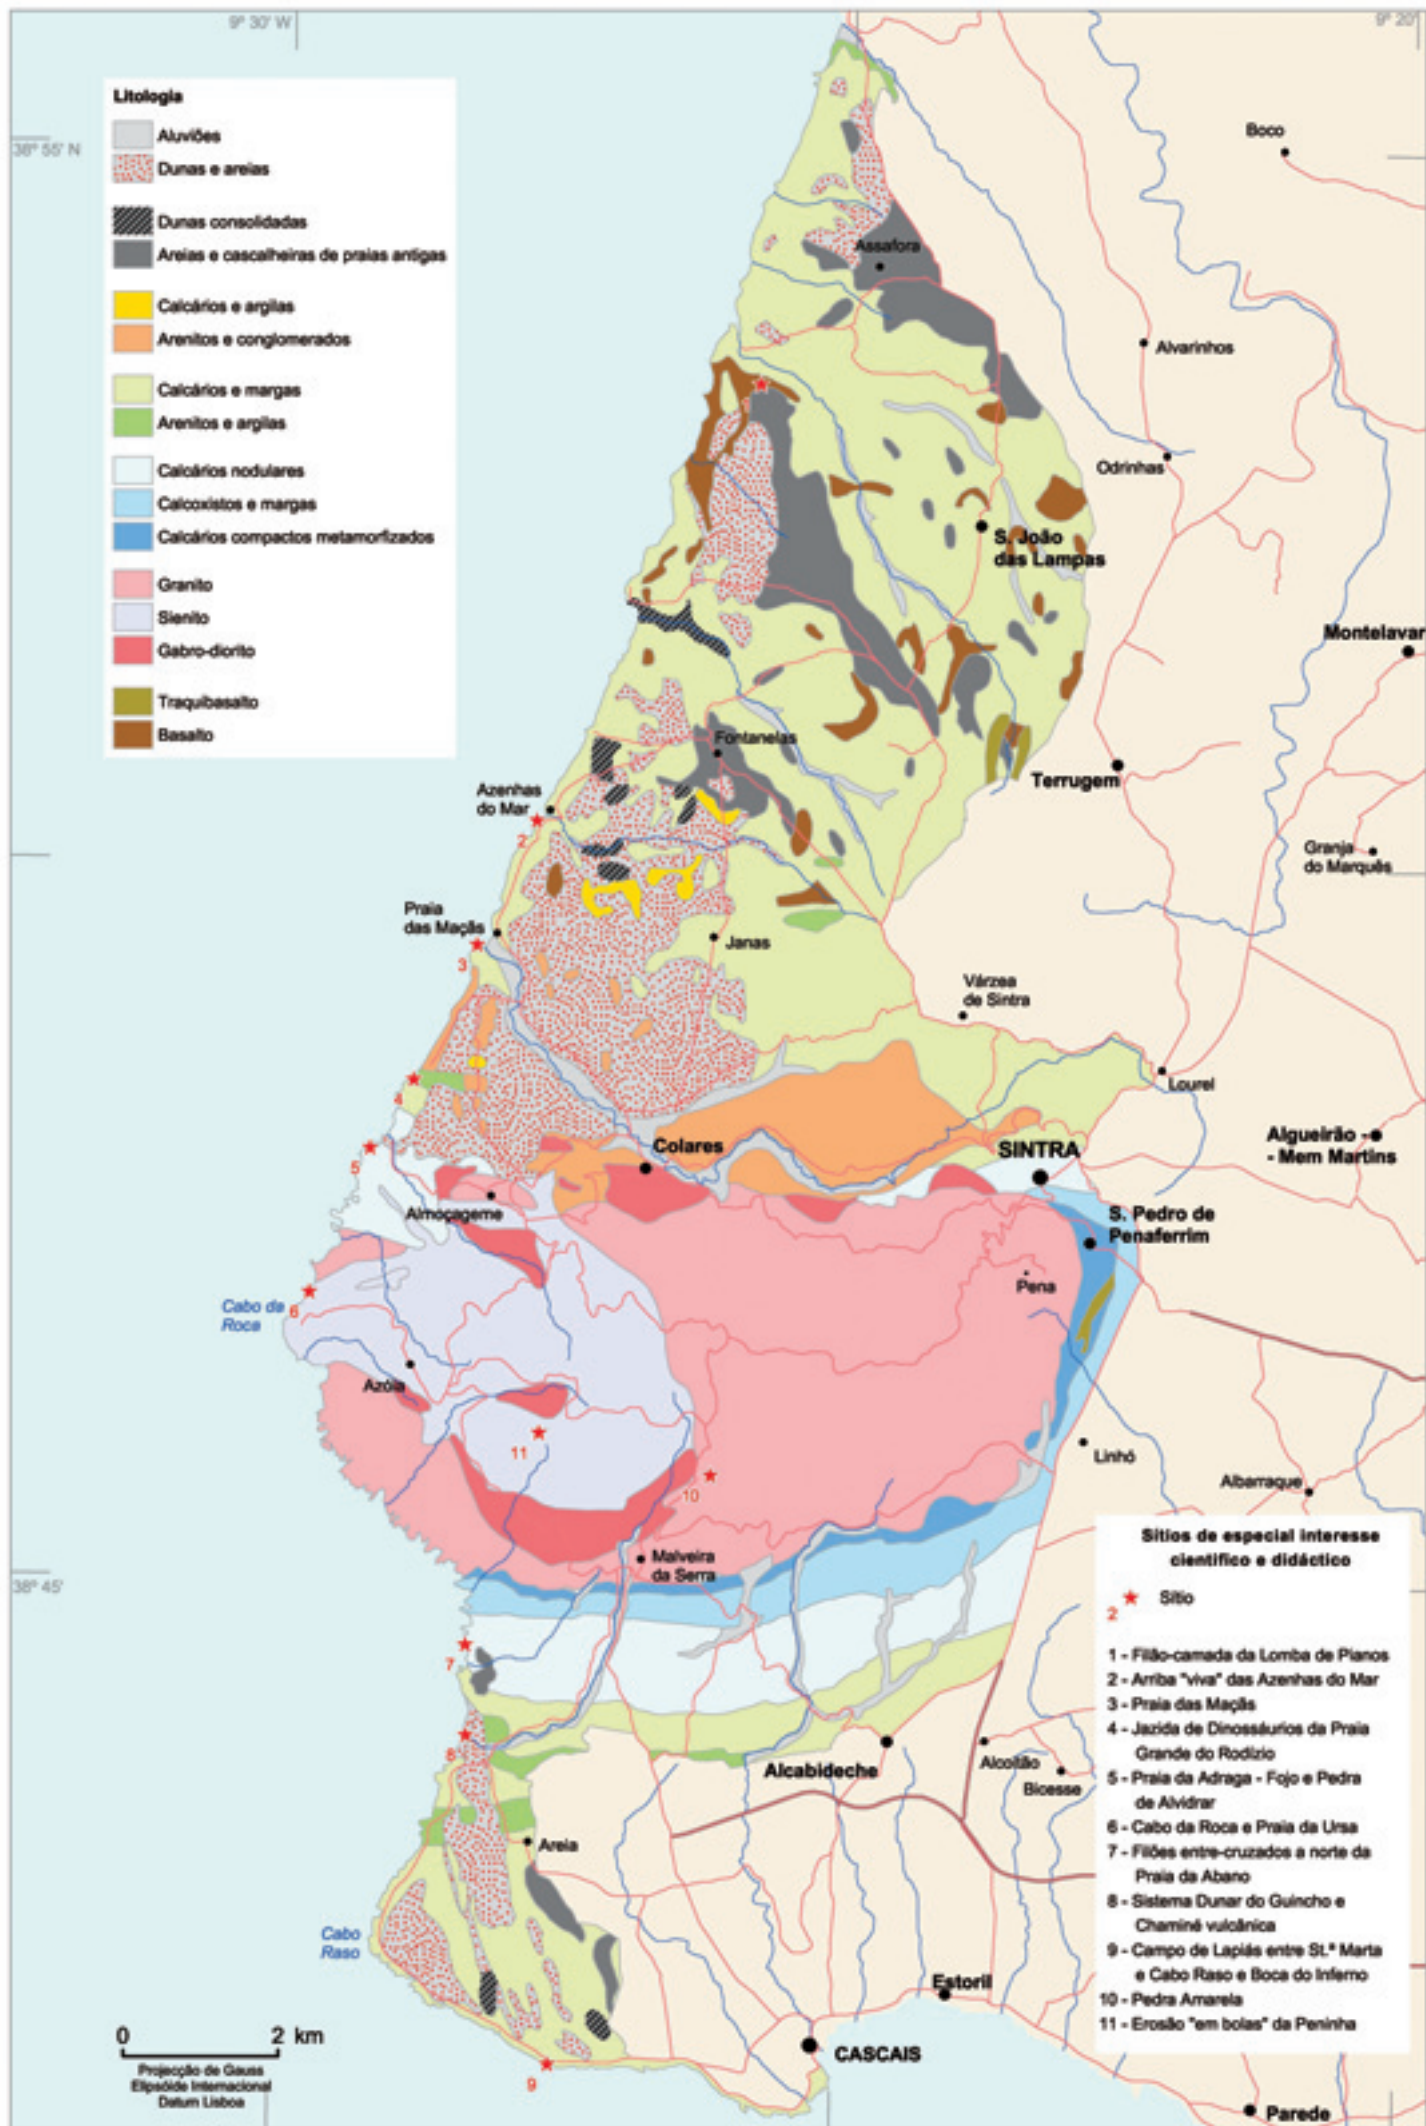 9º 30' W
9º 20'
38º 55' N
38º 45'
Litologia
Aluviões
Dunas e areias
Dunas consolidadas
Areias e cascalheiras de praias antigas
Calcários e argilas
Arenitos e conglomerados
Calcários e margas
Arenitos e argilas
Calcários nodulares
Calcoxistos e margas
Calcários compactos metamorfizados
Granito
Sienito
Gabro-diorito
Traquibasalto
Basalto
Boco
Assafora
Alvarinhos
Odrinhas
S. João
das Lampas
Montelavar
Fontanelas
Terrugem
Azenhas
do Mar
2
Granja
do Marquês
Praia
das Maçãs
3
Janas
Várzea
de Sintra
Lourel
4
Colares
SINTRA
Algueirão -
- Mem Martins
5
Almoçageme
S. Pedro de
Penaferrim
Pena
Cabo da
Roca
6
Azóia
11
10
Linhó
Albarraque
Malveira
da Serra
7
8
Alcabideche
Alcoitão
Bicesse
Areia
Cabo
Raso
Estoril
CASCAIS
9
Parede
Sítios de especial interesse
científico e didáctico
2 Sítio
1 - Filão-camada da Lomba de Pianos
2 - Arriba "viva" das Azenhas do Mar
3 - Praia das Maçãs
4 - Jazida de Dinossáurios da Praia
Grande do Rodízio
5 - Praia da Adraga - Fojo e Pedra
de Alvidrar
6 - Cabo da Roca e Praia da Ursa
7 - Filões entre-cruzados a norte da
Praia da Abano
8 - Sistema Dunar do Guincho e
Chaminé vulcânica
9 - Campo de Lapiás entre St.ª Marta
e Cabo Raso e Boca do Inferno
10 - Pedra Amarela
11 - Erosão "em bolas" da Peninha
0 2 km
Projecção de Gauss
Elipsóide Internacional
Datum Lisboa